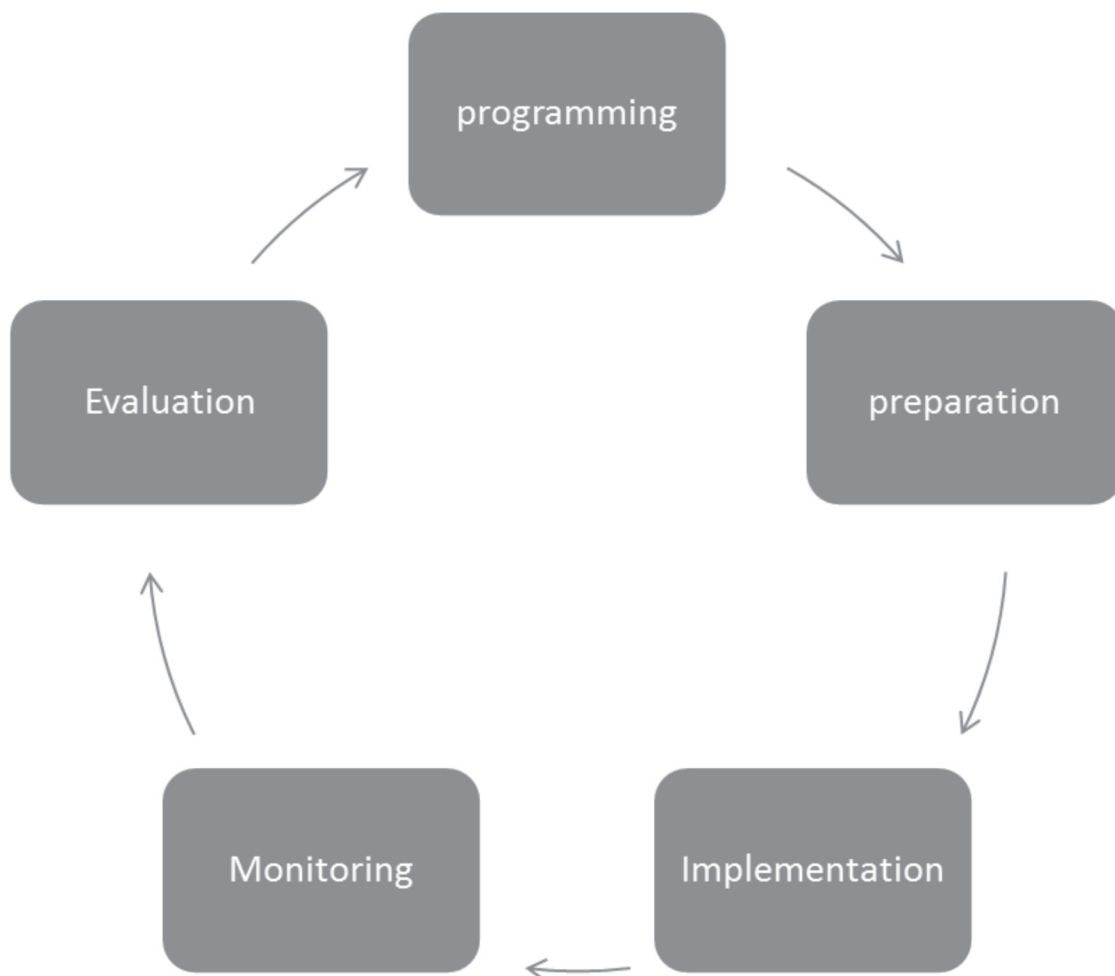 programming
preparation
Implementation
Monitoring
Evaluation